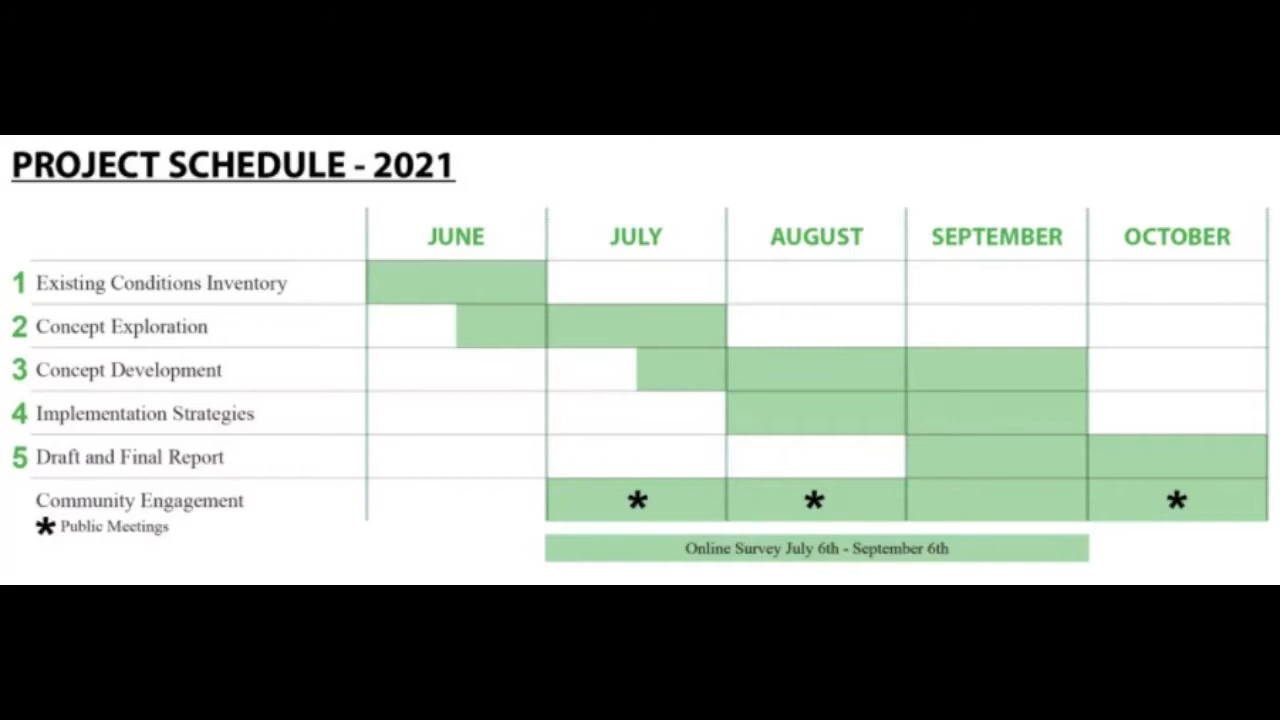 PROJECT SCHEDULE - 2021
JUNE JULY AUGUST SEPTEMBER OCTOBER
1 Existing Conditions Inventory
2 Concept Exploration
3 Concept Development
4 Implementation Strategies
5 Draft and Final Report
Community Engagement * * *
* Public Meetings
Online Survey July 6th - September 6th